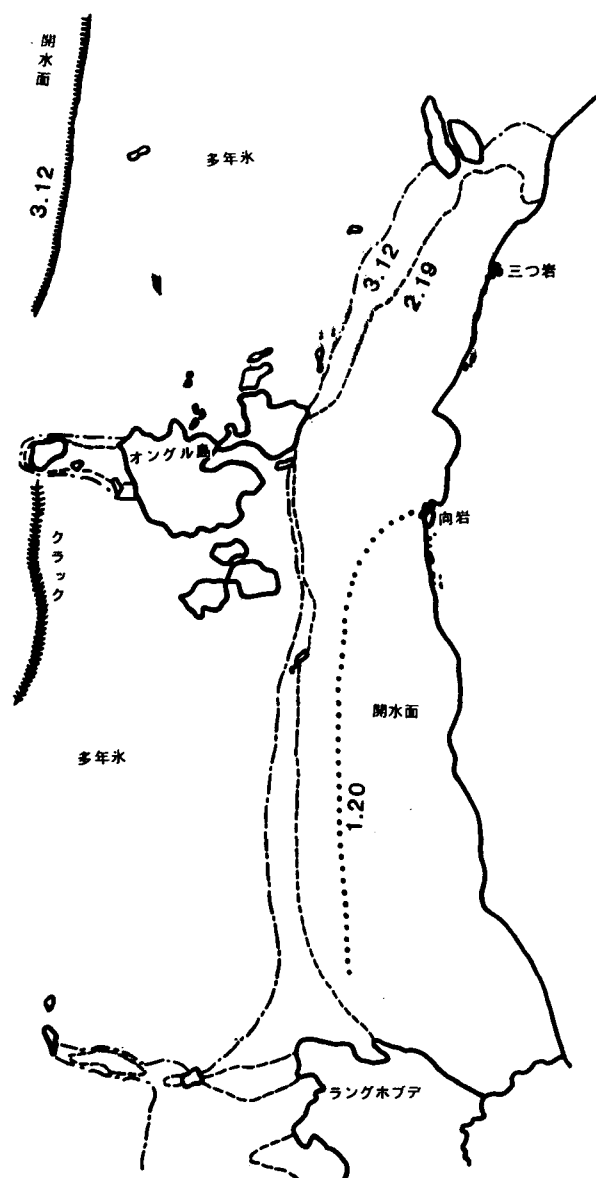 開水面
3.12
多年氷
3.12
2.19
三つ岩
オングル島
向岩
クラック
開水面
多年氷
1.20
ラングホブデ